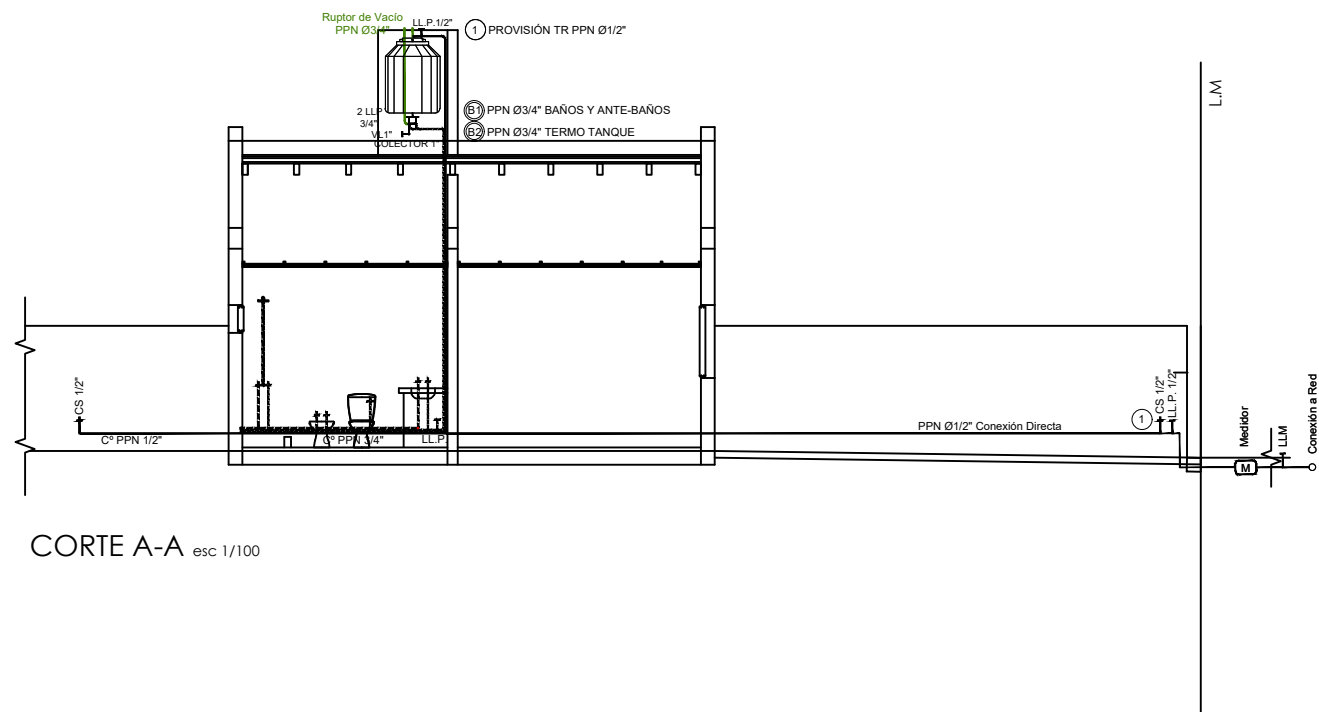 Ruptor de Vacío
PPN Ø3/4"
LL.P.1/2"
1 PROVISIÓN TR PPN Ø1/2"
L.M
2 LLP
3/4"
VL1"
COLECTOR 1"
B1 PPN Ø3/4" BAÑOS Y ANTE-BAÑOS
B2 PPN Ø3/4" TERMO TANQUE
CS 1/2"
Cº PPN 1/2"
Cº PPN 3/4"
LL.P.
PPN Ø1/2" Conexión Directa
1
CS 1/2"
LL.P. 1/2"
Medidor
M
LLM
Conexión a Red
CORTE A-A esc 1/100